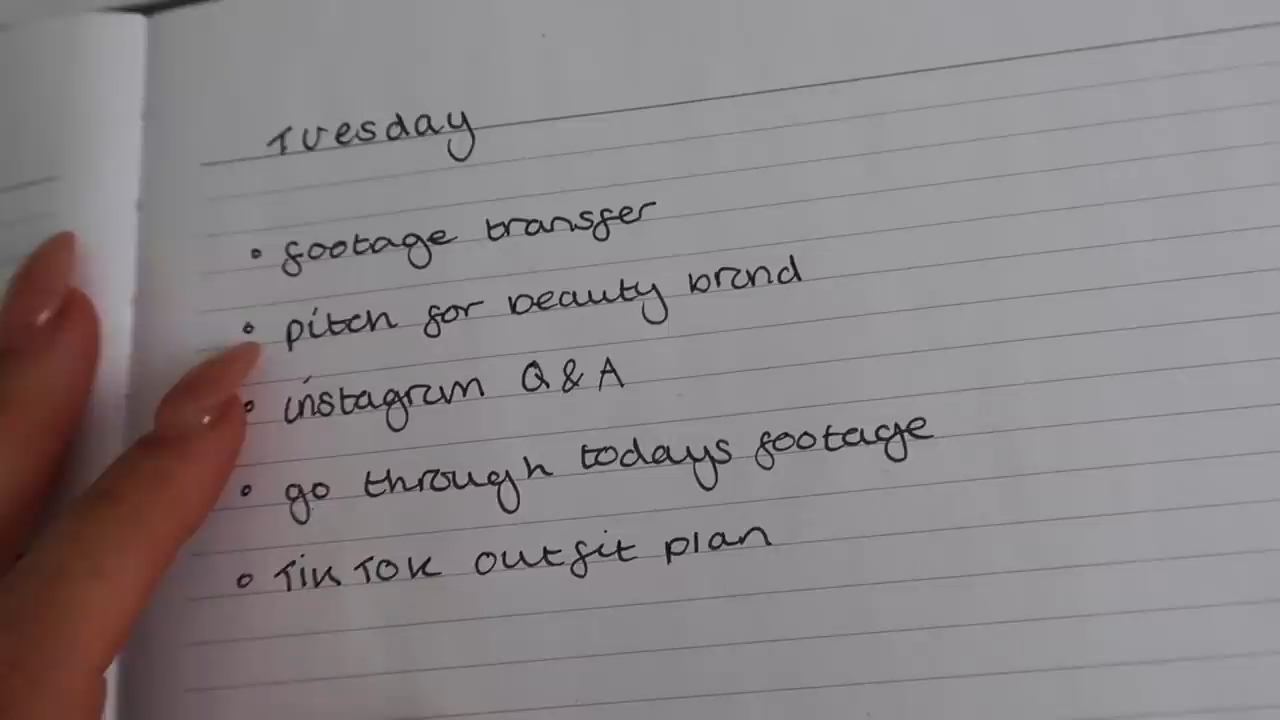 Tuesday
• footage transfer
• pitch for beauty brand
• instagram Q & A
• go through todays footage
• TikTok outfit plan